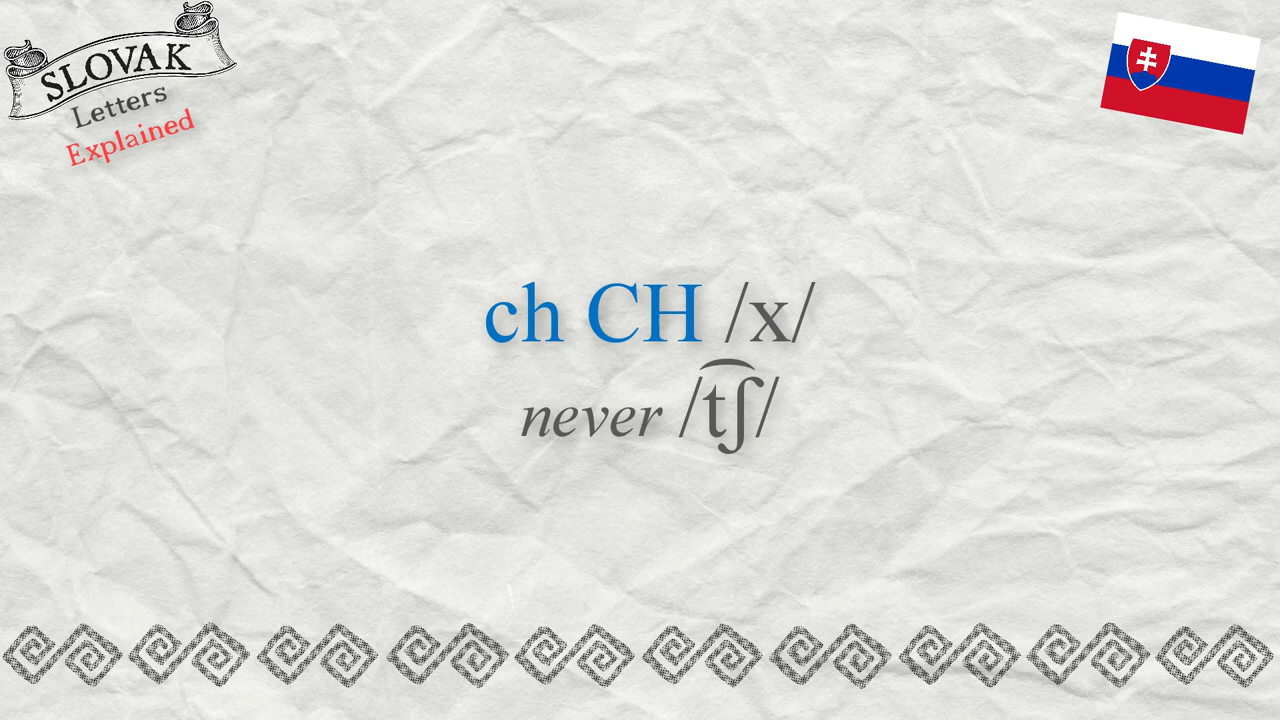 SLOVAK
Letters
Explained
ch CH /x/
never /t͡ʃ/